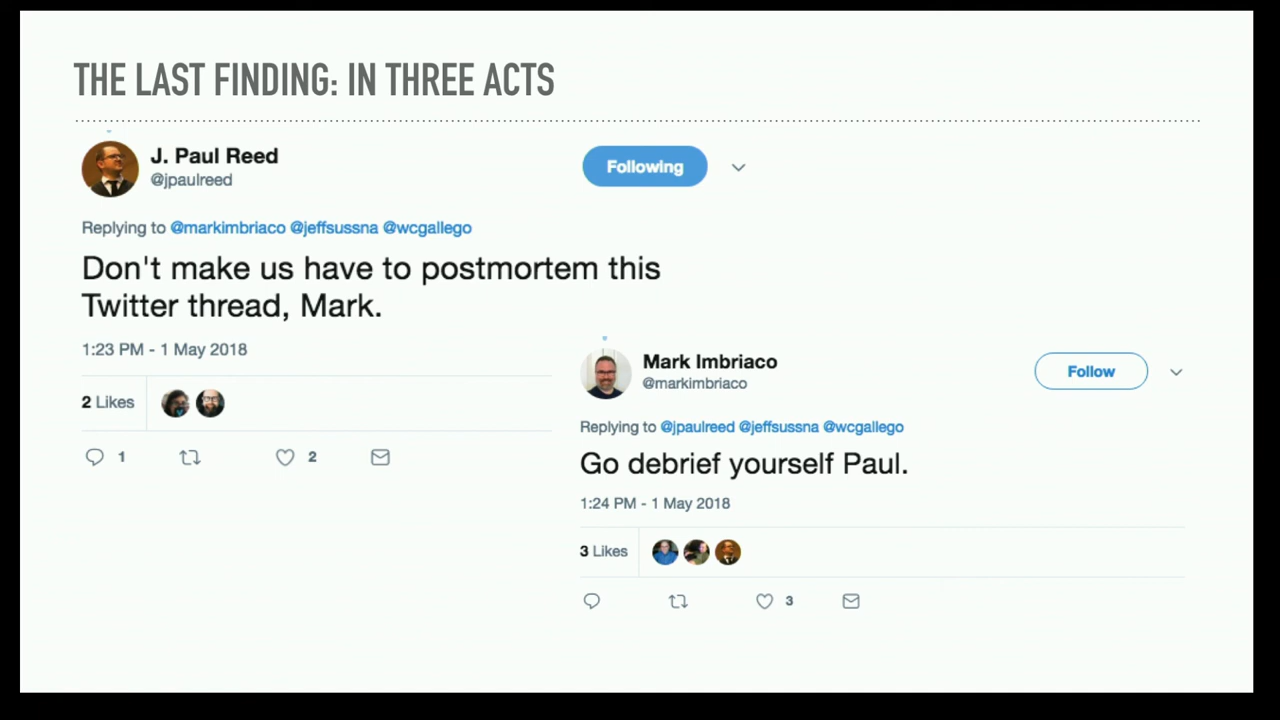 THE LAST FINDING: IN THREE ACTS
J. Paul Reed
@jpaulreed
Following
Replying to @markimbriaco @jeffsussna @wcgallego
Don't make us have to postmortem this
Twitter thread, Mark.
1:23 PM - 1 May 2018
2 Likes
1
2
Mark Imbriaco
@markimbriaco
Follow
Replying to @jpaulreed @jeffsussna @wcgallego
Go debrief yourself Paul.
1:24 PM - 1 May 2018
3 Likes
3